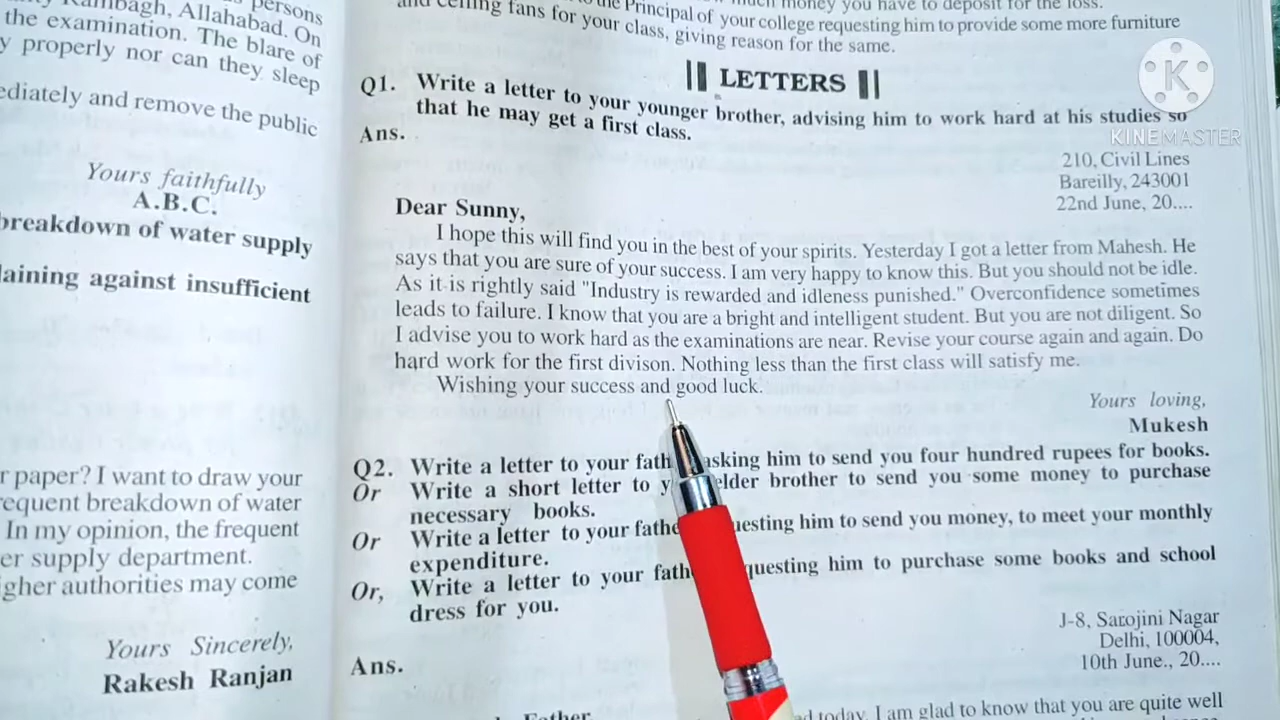 persons
Rambagh, Allahabad. On
the examination. The blare of
y properly nor can they sleep
ediately and remove the public
Yours faithfully
A.B.C.
breakdown of water supply
laining against insufficient
r paper? I want to draw your
requent breakdown of water
In my opinion, the frequent
er supply department.
igher authorities may come
Yours Sincerely,
Rakesh Ranjan
much money you have to deposit for the loss.
to the Principal of your college requesting him to provide some more furniture
and ceiling fans for your class, giving reason for the same.
LETTERS
Q1. Write a letter to your younger brother, advising him to work hard at his studies so
that he may get a first class.
Ans.
210, Civil Lines
Bareilly, 243001
22nd June, 20....
Dear Sunny,
I hope this will find you in the best of your spirits. Yesterday I got a letter from Mahesh. He
says that you are sure of your success. I am very happy to know this. But you should not be idle.
As it is rightly said "Industry is rewarded and idleness punished." Overconfidence sometimes
leads to failure. I know that you are a bright and intelligent student. But you are not diligent. So
I advise you to work hard as the examinations are near. Revise your course again and again. Do
hard work for the first divison. Nothing less than the first class will satisfy me.
Wishing your success and good luck.
Yours loving,
Mukesh
Q2. Write a letter to your fath asking him to send you four hundred rupees for books.
Or Write a short letter to y elder brother to send you some money to purchase
necessary books.
Or Write a letter to your fathe uesting him to send you money, to meet your monthly
expenditure.
Or, Write a letter to your fath questing him to purchase some books and school
dress for you.
Ans.
J-8, Sarojini Nagar
Delhi, 100004,
10th June., 20....
Father
d today. I am glad to know that you are quite well
K
KINEMASTER